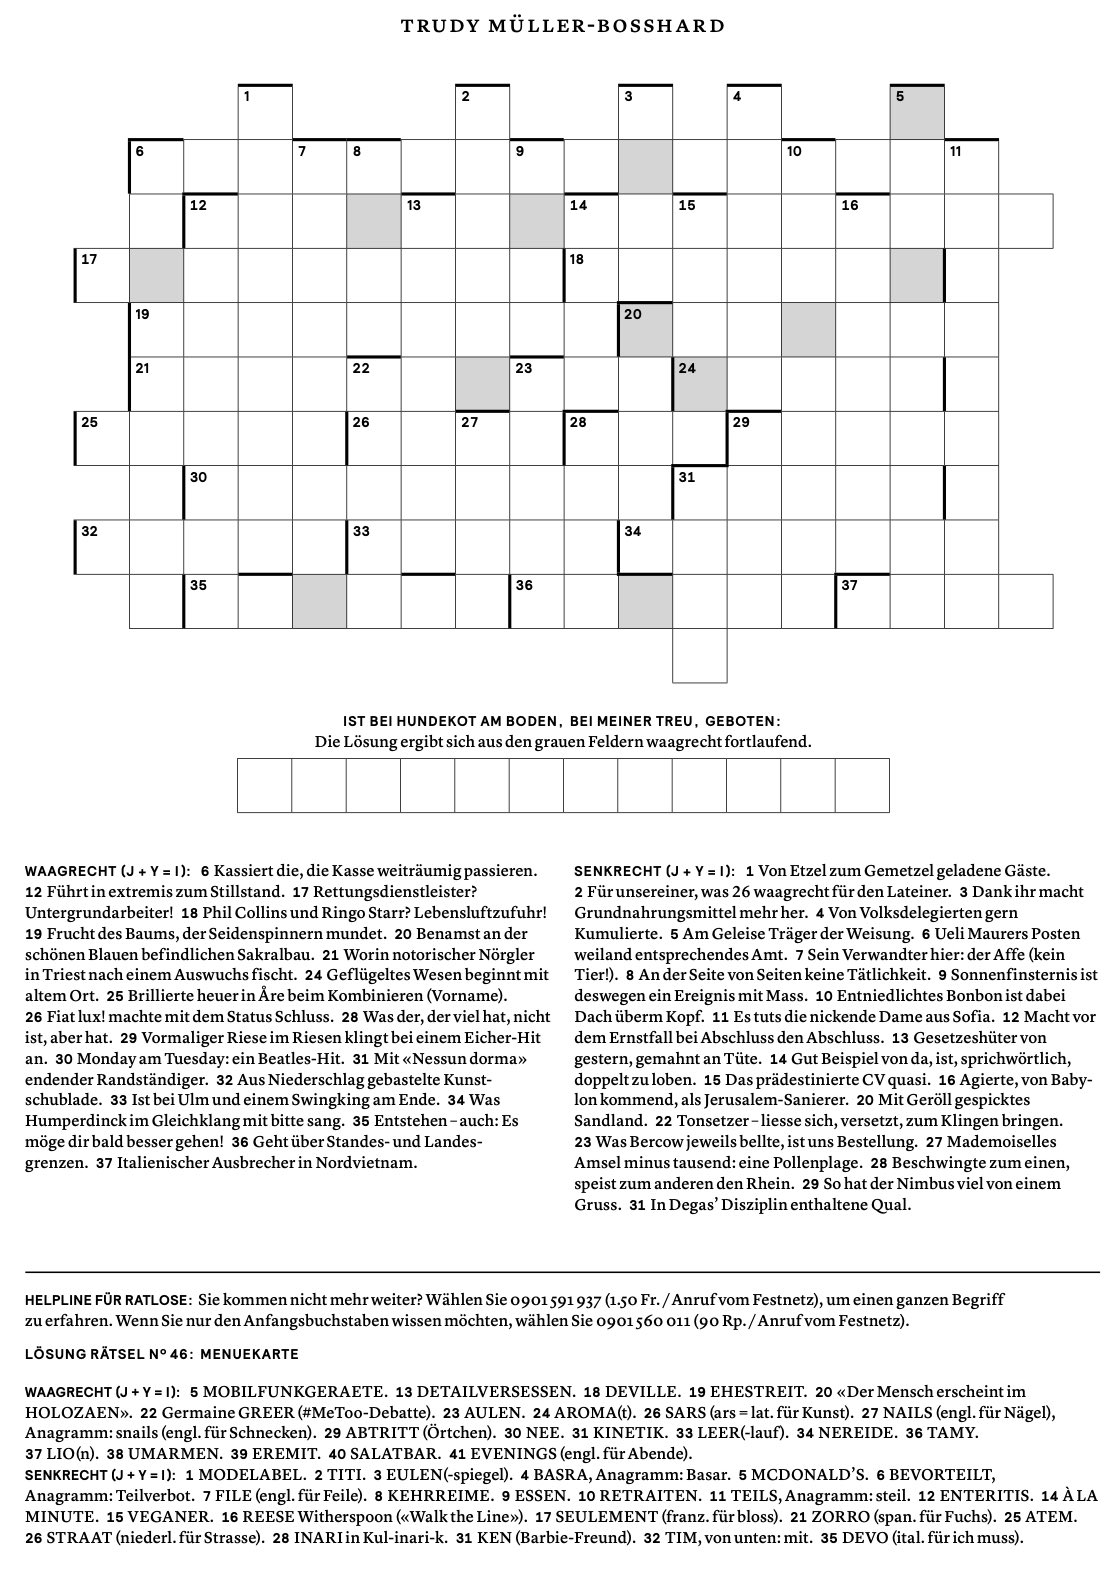 TRUDY MÜLLER-BOSSHARD
1 2 3 4 5
6 7 8 9 10 11
12 13 14 15 16
17 18
19 20
21 22 23 24
25 26 27 28 29
30 31
32 33 34
35 36 37
IST BEI HUNDEKOT AM BODEN, BEI MEINER TREU, GEBOTEN:
Die Lösung ergibt sich aus den grauen Feldern waagrecht fortlaufend.
WAAGRECHT (J + Y = I): 6 Kassiert die, die Kasse weiträumig passieren.
12 Führt in extremis zum Stillstand. 17 Rettungsdienstleister?
Untergrundarbeiter! 18 Phil Collins und Ringo Starr? Lebensluftzufuhr!
19 Frucht des Baums, der Seidenspinnern mundet. 20 Benamst an der
schönen Blauen befindlichen Sakralbau. 21 Worin notorischer Nörgler
in Triest nach einem Auswuchs fischt. 24 Geflügeltes Wesen beginnt mit
altem Ort. 25 Brillierte heuer in Åre beim Kombinieren (Vorname).
26 Fiat lux! machte mit dem Status Schluss. 28 Was der, der viel hat, nicht
ist, aber hat. 29 Vormaliger Riese im Riesen klingt bei einem Eicher-Hit
an. 30 Monday am Tuesday: ein Beatles-Hit. 31 Mit «Nessun dorma»
endender Randständiger. 32 Aus Niederschlag gebastelte Kunst-
schublade. 33 Ist bei Ulm und einem Swingking am Ende. 34 Was
Humperdinck im Gleichklang mit bitte sang. 35 Entstehen – auch: Es
möge dir bald besser gehen! 36 Geht über Standes- und Landes-
grenzen. 37 Italienischer Ausbrecher in Nordvietnam.
SENKRECHT (J + Y = I): 1 Von Etzel zum Gemetzel geladene Gäste.
2 Für unsereiner, was 26 waagrecht für den Lateiner. 3 Dank ihr macht
Grundnahrungsmittel mehr her. 4 Von Volksdelegierten gern
Kumulierte. 5 Am Geleise Träger der Weisung. 6 Ueli Maurers Posten
weiland entsprechendes Amt. 7 Sein Verwandter hier: der Affe (kein
Tier!). 8 An der Seite von Seiten keine Tätlichkeit. 9 Sonnenfinsternis ist
deswegen ein Ereignis mit Mass. 10 Entniedlichtes Bonbon ist dabei
Dach überm Kopf. 11 Es tuts die nickende Dame aus Sofia. 12 Macht vor
dem Ernstfall bei Abschluss den Abschluss. 13 Gesetzeshüter von
gestern, gemahnt an Tüte. 14 Gut Beispiel von da, ist, sprichwörtlich,
doppelt zu loben. 15 Das prädestinierte CV quasi. 16 Agierte, von Baby-
lon kommend, als Jerusalem-Sanierer. 20 Mit Geröll gespicktes
Sandland. 22 Tonsetzer – liesse sich, versetzt, zum Klingen bringen.
23 Was Bercow jeweils bellte, ist uns Bestellung. 27 Mademoiselles
Amsel minus tausend: eine Pollenplage. 28 Beschwingte zum einen,
speist zum anderen den Rhein. 29 So hat der Nimbus viel von einem
Gruss. 31 In Degas’ Disziplin enthaltene Qual.
HELPLINE FÜR RATLOSE: Sie kommen nicht mehr weiter? Wählen Sie 0901 591 937 (1.50 Fr. / Anruf vom Festnetz), um einen ganzen Begriff
zu erfahren. Wenn Sie nur den Anfangsbuchstaben wissen möchten, wählen Sie 0901 560 011 (90 Rp. / Anruf vom Festnetz).
LÖSUNG RÄTSEL Nº 46: MENUEKARTE
WAAGRECHT (J + Y = I): 5 MOBILFUNKGERAETE. 13 DETAILVERSESSEN. 18 DEVILLE. 19 EHESTREIT. 20 «Der Mensch erscheint im
HOLOZAEN». 22 Germaine GREER (#MeToo-Debatte). 23 AULEN. 24 AROMA(t). 26 SARS (ars = lat. für Kunst). 27 NAILS (engl. für Nägel),
Anagramm: snails (engl. für Schnecken). 29 ABTRITT (Örtchen). 30 NEE. 31 KINETIK. 33 LEER(-lauf). 34 NEREIDE. 36 TAMY.
37 LIO(n). 38 UMARMEN. 39 EREMIT. 40 SALATBAR. 41 EVENINGS (engl. für Abende).
SENKRECHT (J + Y = I): 1 MODELABEL. 2 TITI. 3 EULEN(-spiegel). 4 BASRA, Anagramm: Basar. 5 MCDONALD’S. 6 BEVORTEILT,
Anagramm: Teilverbot. 7 FILE (engl. für Feile). 8 KEHRREIME. 9 ESSEN. 10 RETRAITEN. 11 TEILS, Anagramm: steil. 12 ENTERITIS. 14 À LA
MINUTE. 15 VEGANER. 16 REESE Witherspoon («Walk the Line»). 17 SEULEMENT (franz. für bloss). 21 ZORRO (span. für Fuchs). 25 ATEM.
26 STRAAT (niederl. für Strasse). 28 INARI in Kul-inari-k. 31 KEN (Barbie-Freund). 32 TIM, von unten: mit. 35 DEVO (ital. für ich muss).